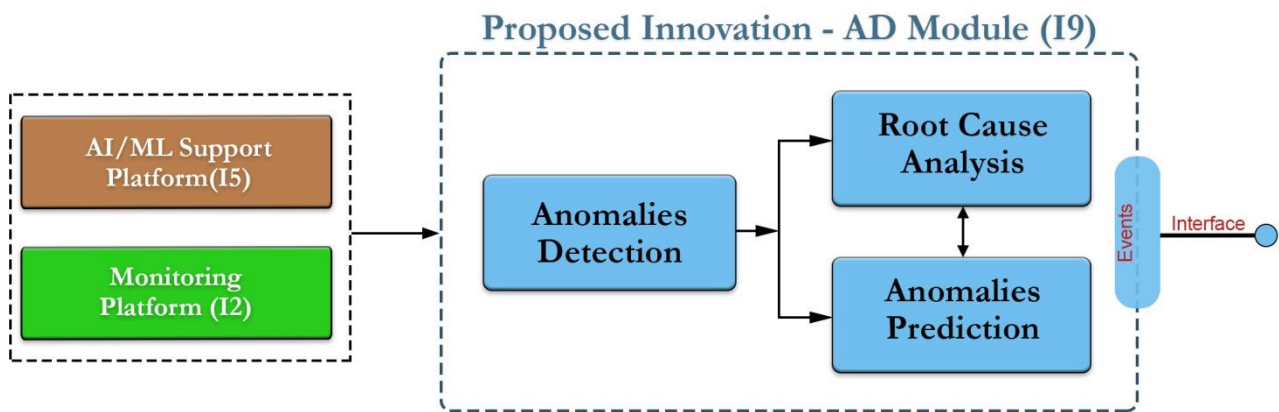 Proposed Innovation - AD Module (I9)
AI/ML Support
Platform(I5)
Monitoring
Platform (I2)
Anomalies
Detection
Root Cause
Analysis
Anomalies
Prediction
Events
Interface